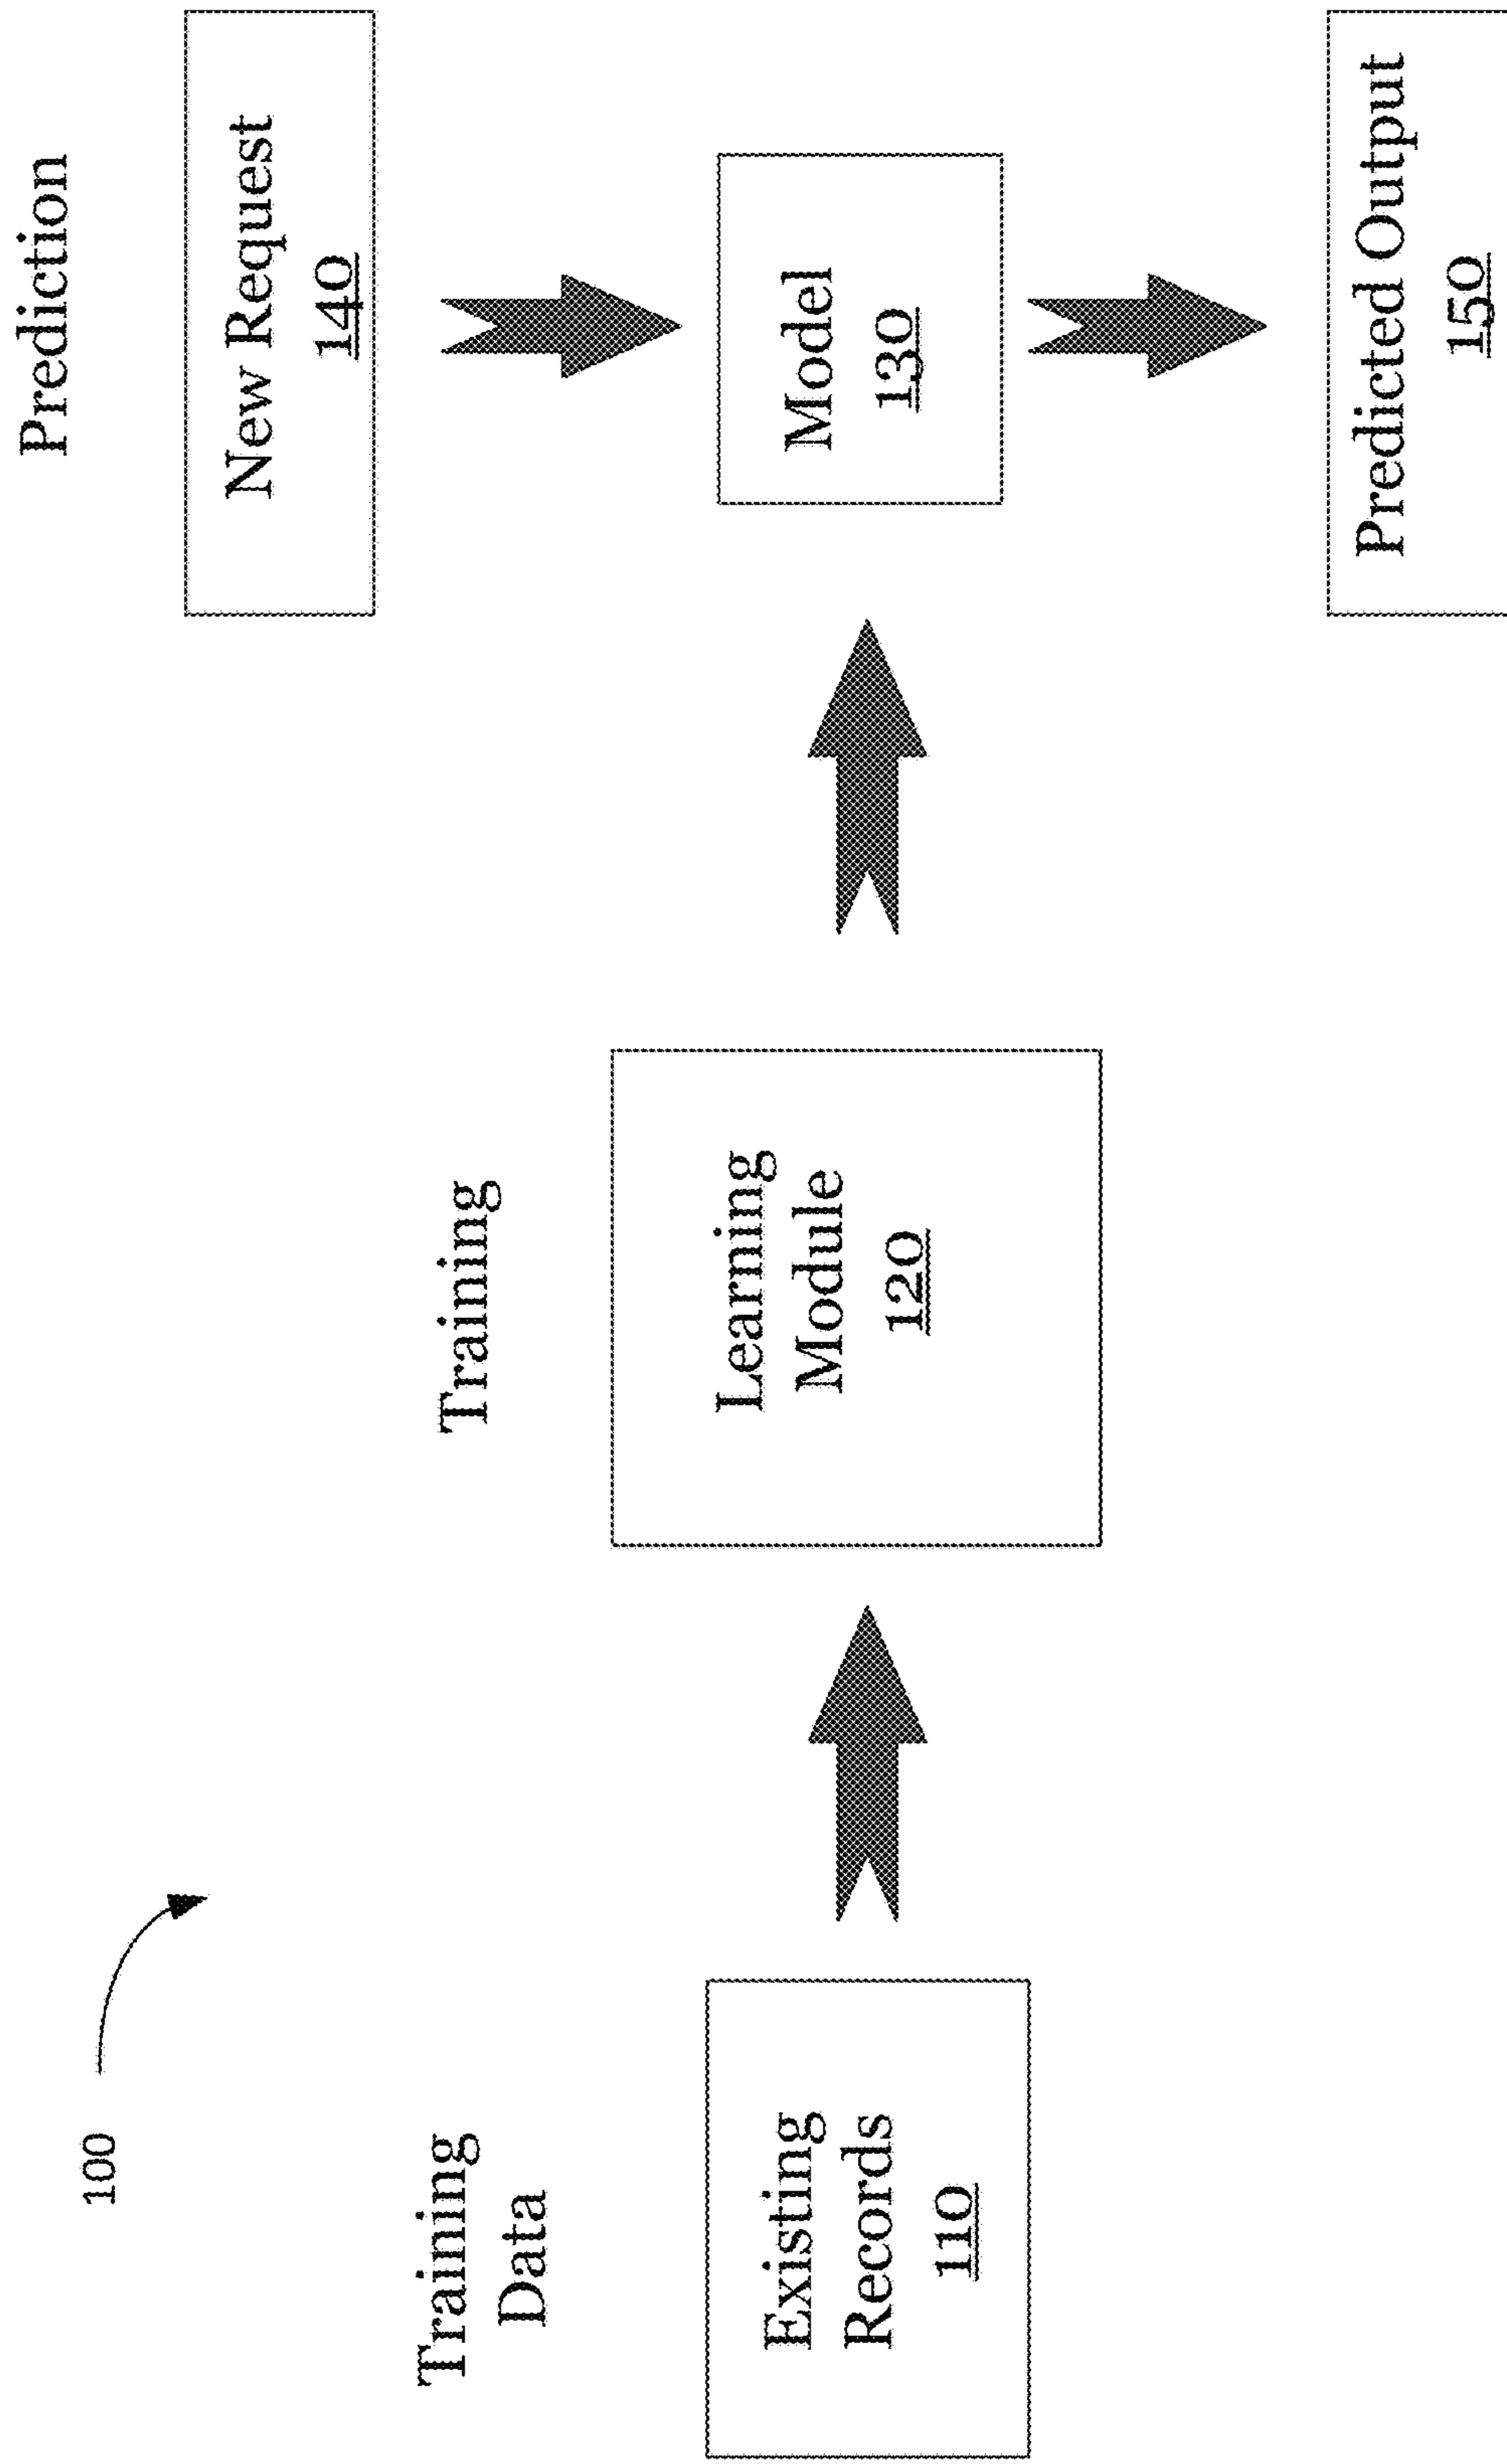 100
Training
Data
Existing
Records
110
Training
Learning
Module
120
Prediction
New Request
140
Model
130
Predicted Output
150